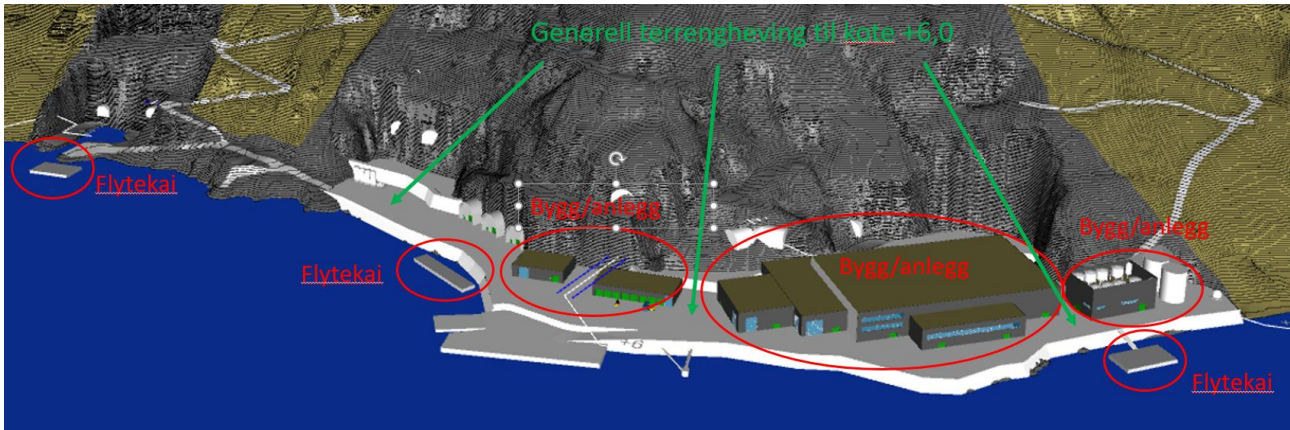 Generell terrengheving til kote +6,0
Flytekai
Bygg/anlegg
Bygg/anlegg
Flytekai
Bygg/anlegg
+6
Flytekai